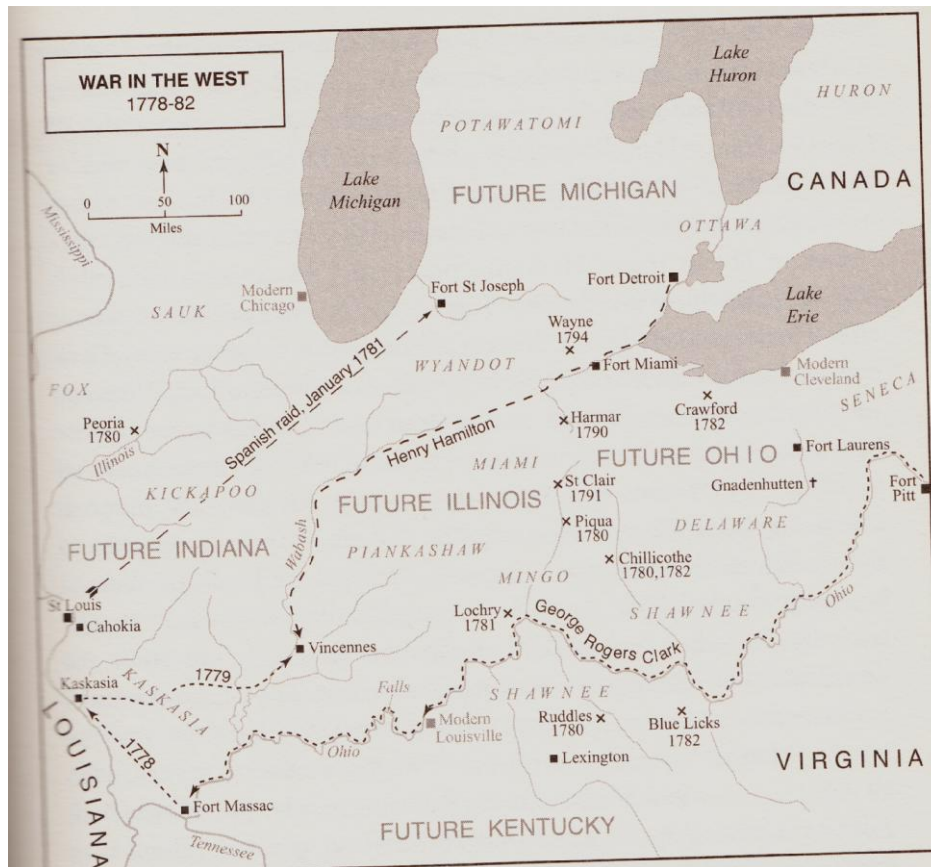 WAR IN THE WEST
1778-82
N
0 50 100
Miles
Lake
Huron
HURON
POTAWATOMI
Lake
Michigan
FUTURE MICHIGAN
CANADA
Mississippi
OTTAWA
Modern
Chicago
Fort St Joseph
Fort Detroit
SAUK
Lake
Erie
Wayne
1794
WYANDOT
Fort Miami
Modern
Cleveland
Spanish raid, January 1781
FOX
SENECA
Peoria
1780
Henry Hamilton
Harmar
1790
Crawford
1782
Illinois
MIAMI
FUTURE OHIO
Fort Laurens
KICKAPOO
FUTURE ILLINOIS
St Clair
1791
Gnadenhutten
Fort
Pitt
Piqua
1780
DELAWARE
FUTURE INDIANA
Wabash
PIANKASHAW
Chillicothe
1780,1782
MINGO
Ohio
St Louis
Cahokia
Lochry
1781
George Rogers Clark
SHAWNEE
Vincennes
1779
Kaskasia
KASKASIA
Falls
SHAWNEE
Modern
Louisville
Ruddles
1780
Blue Licks
1782
LOUISIANA
1778
Ohio
Lexington
VIRGINIA
Fort Massac
Tennessee
FUTURE KENTUCKY